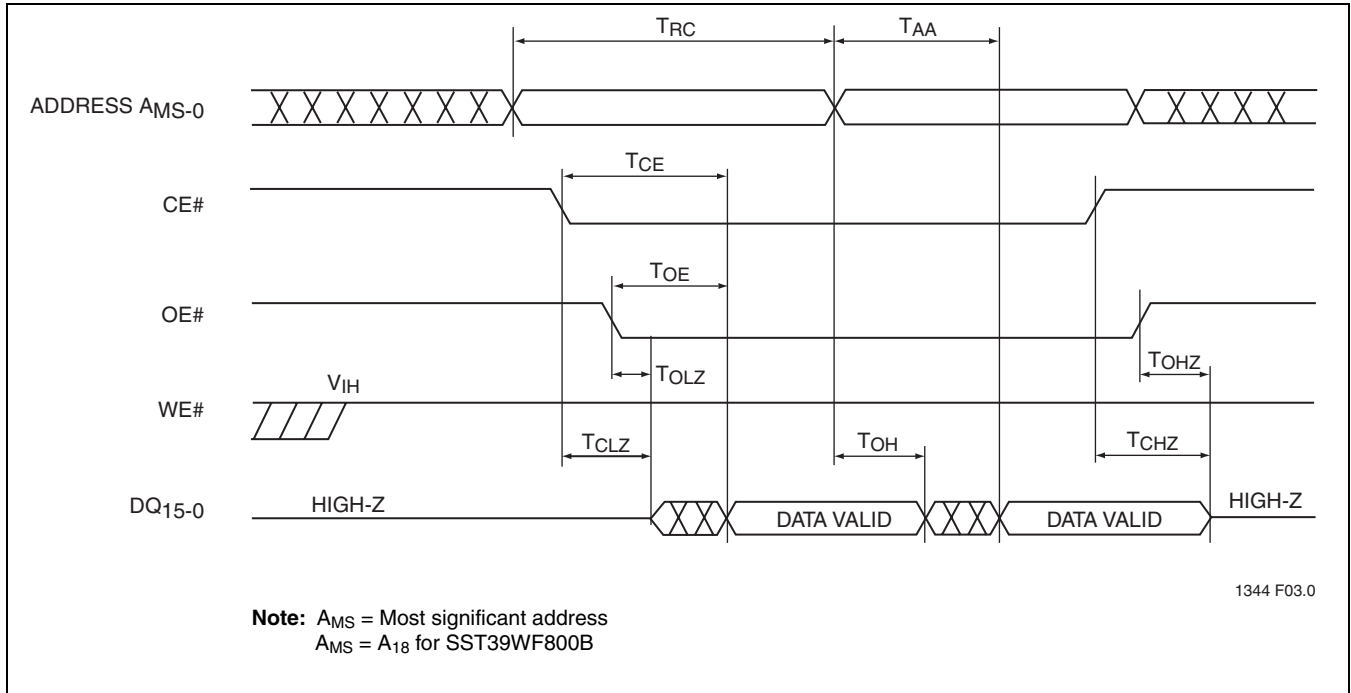 TRC
TAA
ADDRESS AMS-0
TCE
CE#
TOE
OE#
TOLZ
TOHZ
VIH
WE#
TCLZ
TOH
TCHZ
DQ15-0
HIGH-Z
DATA VALID
DATA VALID
HIGH-Z
1344 F03.0
Note: AMS = Most significant address
AMS = A18 for SST39WF800B